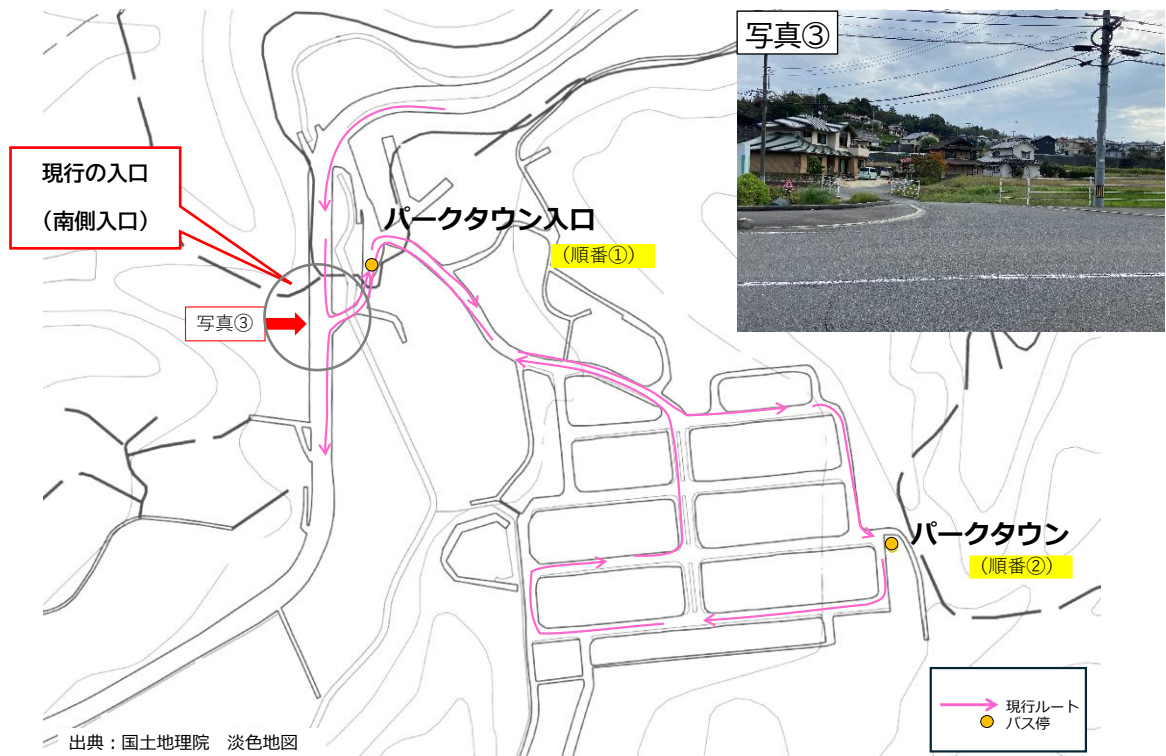 写真③
現行の入口
（南側入口）
パークタウン入口
（順番①）
写真③
パークタウン
（順番②）
現行ルート
バス停
出典：国土地理院　淡色地図